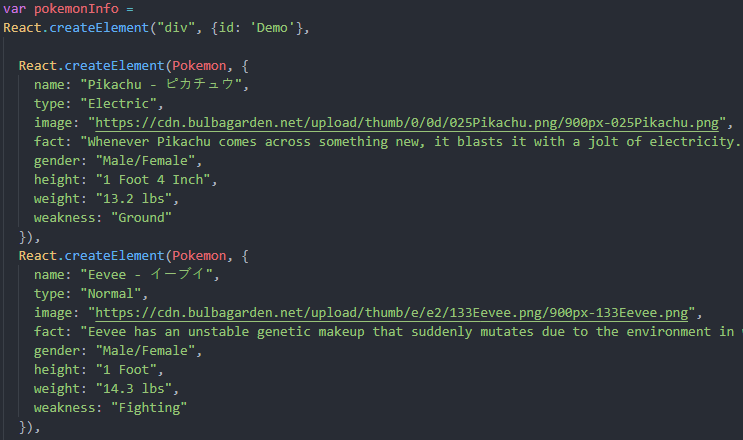 var pokemonInfo =
React.createElement("div", {id: 'Demo'},
React.createElement(Pokemon, {
name: "Pikachu - ピカチュウ",
type: "Electric",
image: "https://cdn.bulbagarden.net/upload/thumb/0/0d/025Pikachu.png/900px-025Pikachu.png",
fact: "Whenever Pikachu comes across something new, it blasts it with a jolt of electricity.
gender: "Male/Female",
height: "1 Foot 4 Inch",
weight: "13.2 lbs",
weakness: "Ground"
}),
React.createElement(Pokemon, {
name: "Eevee - イーブイ",
type: "Normal",
image: "https://cdn.bulbagarden.net/upload/thumb/e/e2/133Eevee.png/900px-133Eevee.png",
fact: "Eevee has an unstable genetic makeup that suddenly mutates due to the environment in
gender: "Male/Female",
height: "1 Foot",
weight: "14.3 lbs",
weakness: "Fighting"
}),